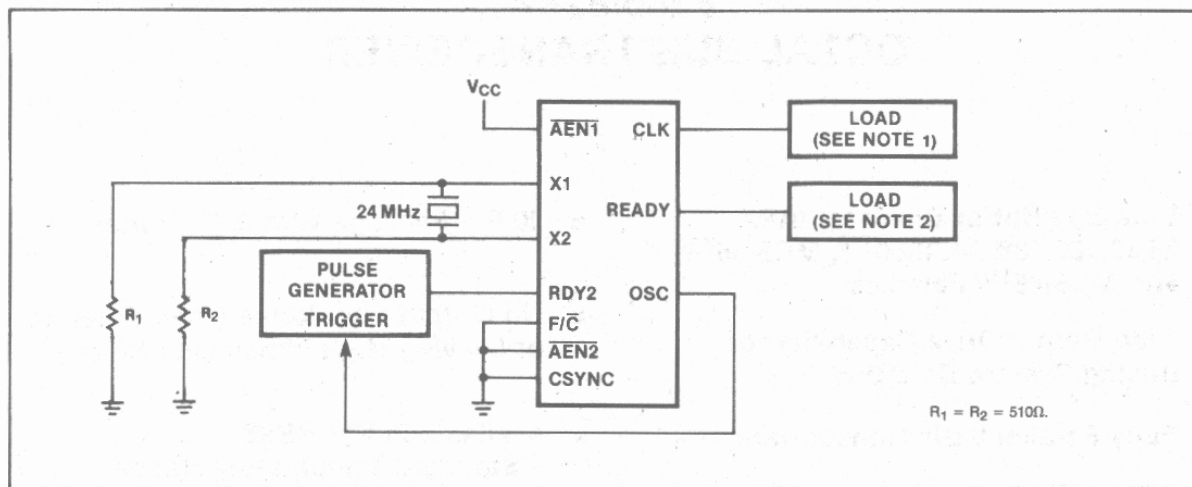 VCC
AEN1
CLK
LOAD
(SEE NOTE 1)
X1
24 MHz
READY
LOAD
(SEE NOTE 2)
X2
PULSE
GENERATOR
TRIGGER
RDY2
OSC
R1
R2
F/C
AEN2
CSYNC
R1 = R2 = 510Ω.